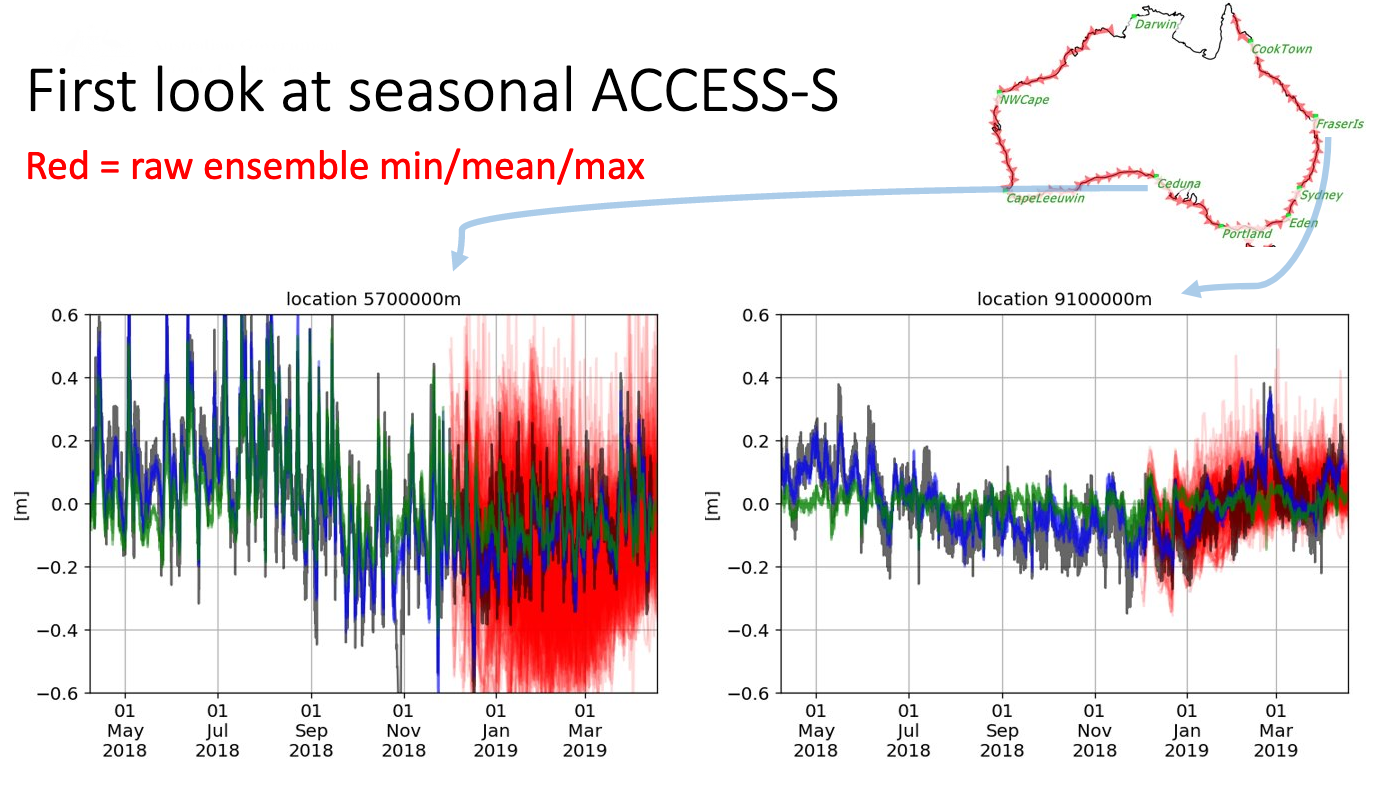 First look at seasonal ACCESS-S
Red = raw ensemble min/mean/max
Darwin
CookTown
NWCape
FraserIs
Ceduna
CapeLeeuwin
Sydney
Eden
Portland
location 5700000m
0.6
0.4
0.2
0.0
−0.2
−0.4
−0.6
[m]
01 01 01 01 01 01
May Jul Sep Nov Jan Mar
2018 2018 2018 2018 2019 2019
location 9100000m
0.6
0.4
0.2
0.0
−0.2
−0.4
−0.6
[m]
01 01 01 01 01 01
May Jul Sep Nov Jan Mar
2018 2018 2018 2018 2019 2019